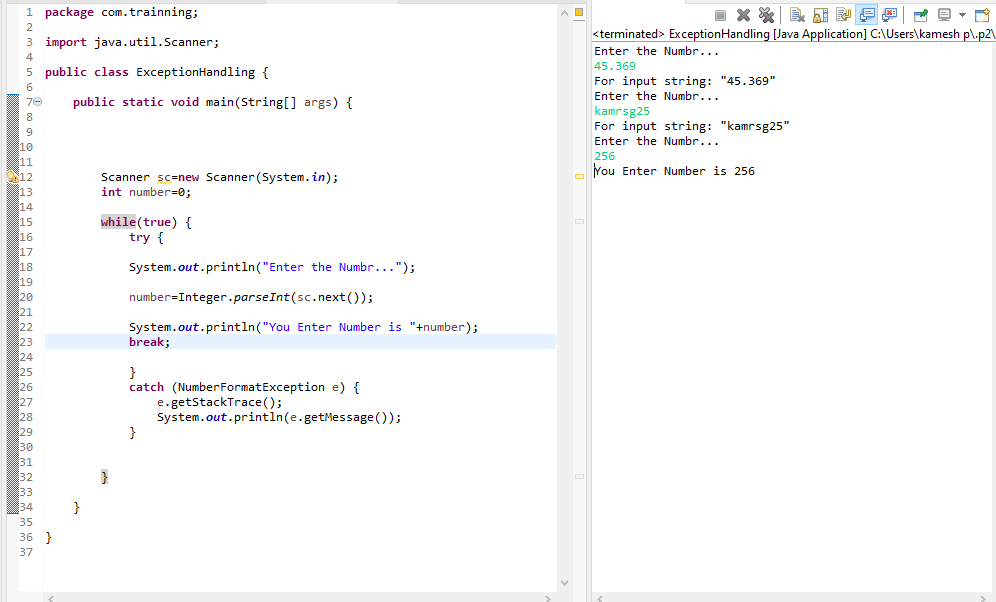 1 package com.trainning;
2
3 import java.util.Scanner;
4
5 public class ExceptionHandling {
6
7 public static void main(String[] args) {
8
9
10
11
12 Scanner sc=new Scanner(System.in);
13 int number=0;
14
15 while(true) {
16 try {
17
18 System.out.println("Enter the Numbr...");
19
20 number=Integer.parseInt(sc.next());
21
22 System.out.println("You Enter Number is "+number);
23 break;
24
25 }
26 catch (NumberFormatException e) {
27 e.getStackTrace();
28 System.out.println(e.getMessage());
29 }
30
31
32 }
33
34 }
35
36 }
37
<terminated> ExceptionHandling [Java Application] C:\Users\kamesh p\.p2\
Enter the Numbr...
45.369
For input string: "45.369"
Enter the Numbr...
kamrsg25
For input string: "kamrsg25"
Enter the Numbr...
256
You Enter Number is 256